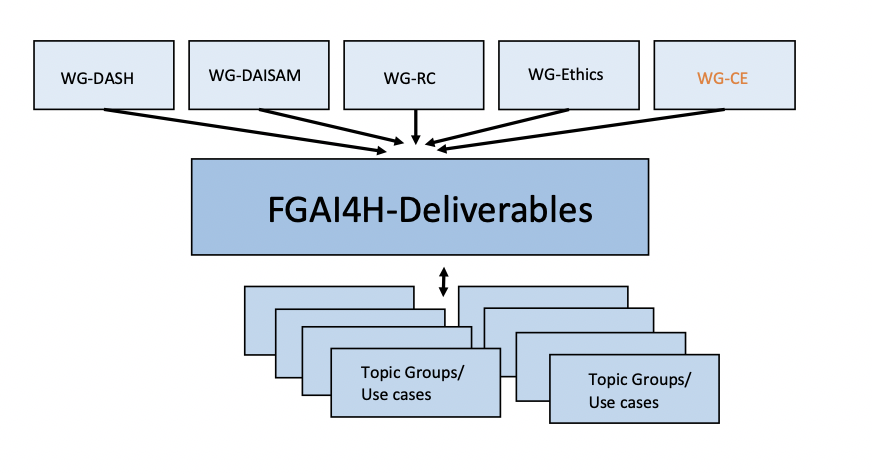 WG-DASH
WG-DAISAM
WG-RC
WG-Ethics
WG-CE
FGAI4H-Deliverables
Topic Groups/
Use cases
Topic Groups/
Use cases